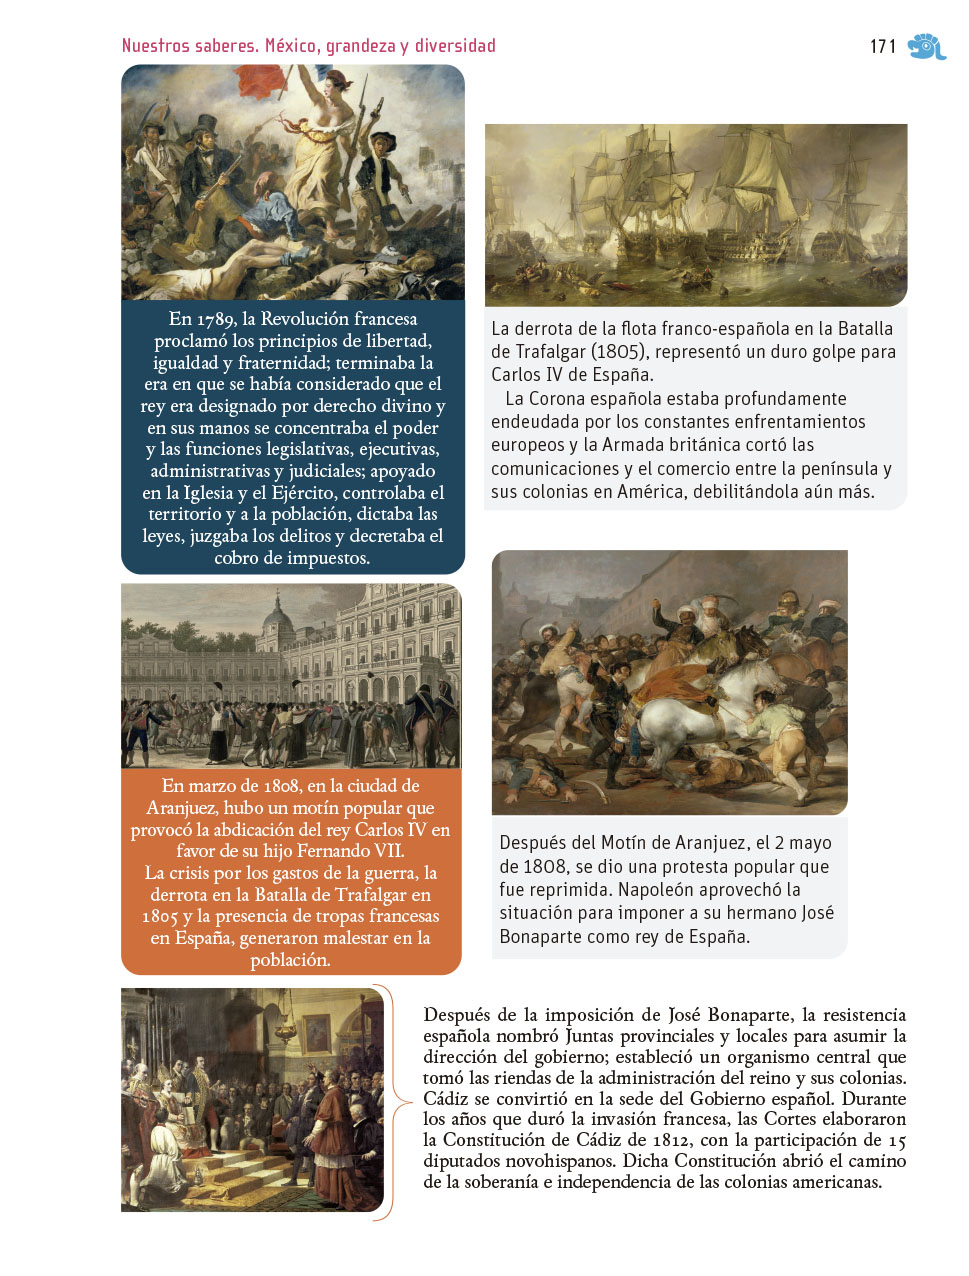 Nuestros saberes. México, grandeza y diversidad
171
En 1789, la Revolución francesa
proclamó los principios de libertad,
igualdad y fraternidad; terminaba la
era en que se había considerado que el
rey era designado por derecho divino y
en sus manos se concentraba el poder
y las funciones legislativas, ejecutivas,
administrativas y judiciales; apoyado
en la Iglesia y el Ejército, controlaba el
territorio y a la población, dictaba las
leyes, juzgaba los delitos y decretaba el
cobro de impuestos.
La derrota de la flota franco-española en la Batalla
de Trafalgar (1805), representó un duro golpe para
Carlos IV de España.
La Corona española estaba profundamente
endeudada por los constantes enfrentamientos
europeos y la Armada británica cortó las
comunicaciones y el comercio entre la península y
sus colonias en América, debilitándola aún más.
En marzo de 1808, en la ciudad de
Aranjuez, hubo un motín popular que
provocó la abdicación del rey Carlos IV en
favor de su hijo Fernando VII.
La crisis por los gastos de la guerra, la
derrota en la Batalla de Trafalgar en
1805 y la presencia de tropas francesas
en España, generaron malestar en la
población.
Después del Motín de Aranjuez, el 2 mayo
de 1808, se dio una protesta popular que
fue reprimida. Napoleón aprovechó la
situación para imponer a su hermano José
Bonaparte como rey de España.
Después de la imposición de José Bonaparte, la resistencia
española nombró Juntas provinciales y locales para asumir la
dirección del gobierno; estableció un organismo central que
tomó las riendas de la administración del reino y sus colonias.
Cádiz se convirtió en la sede del Gobierno español. Durante
los años que duró la invasión francesa, las Cortes elaboraron
la Constitución de Cádiz de 1812, con la participación de 15
diputados novohispanos. Dicha Constitución abrió el camino
de la soberanía e independencia de las colonias americanas.